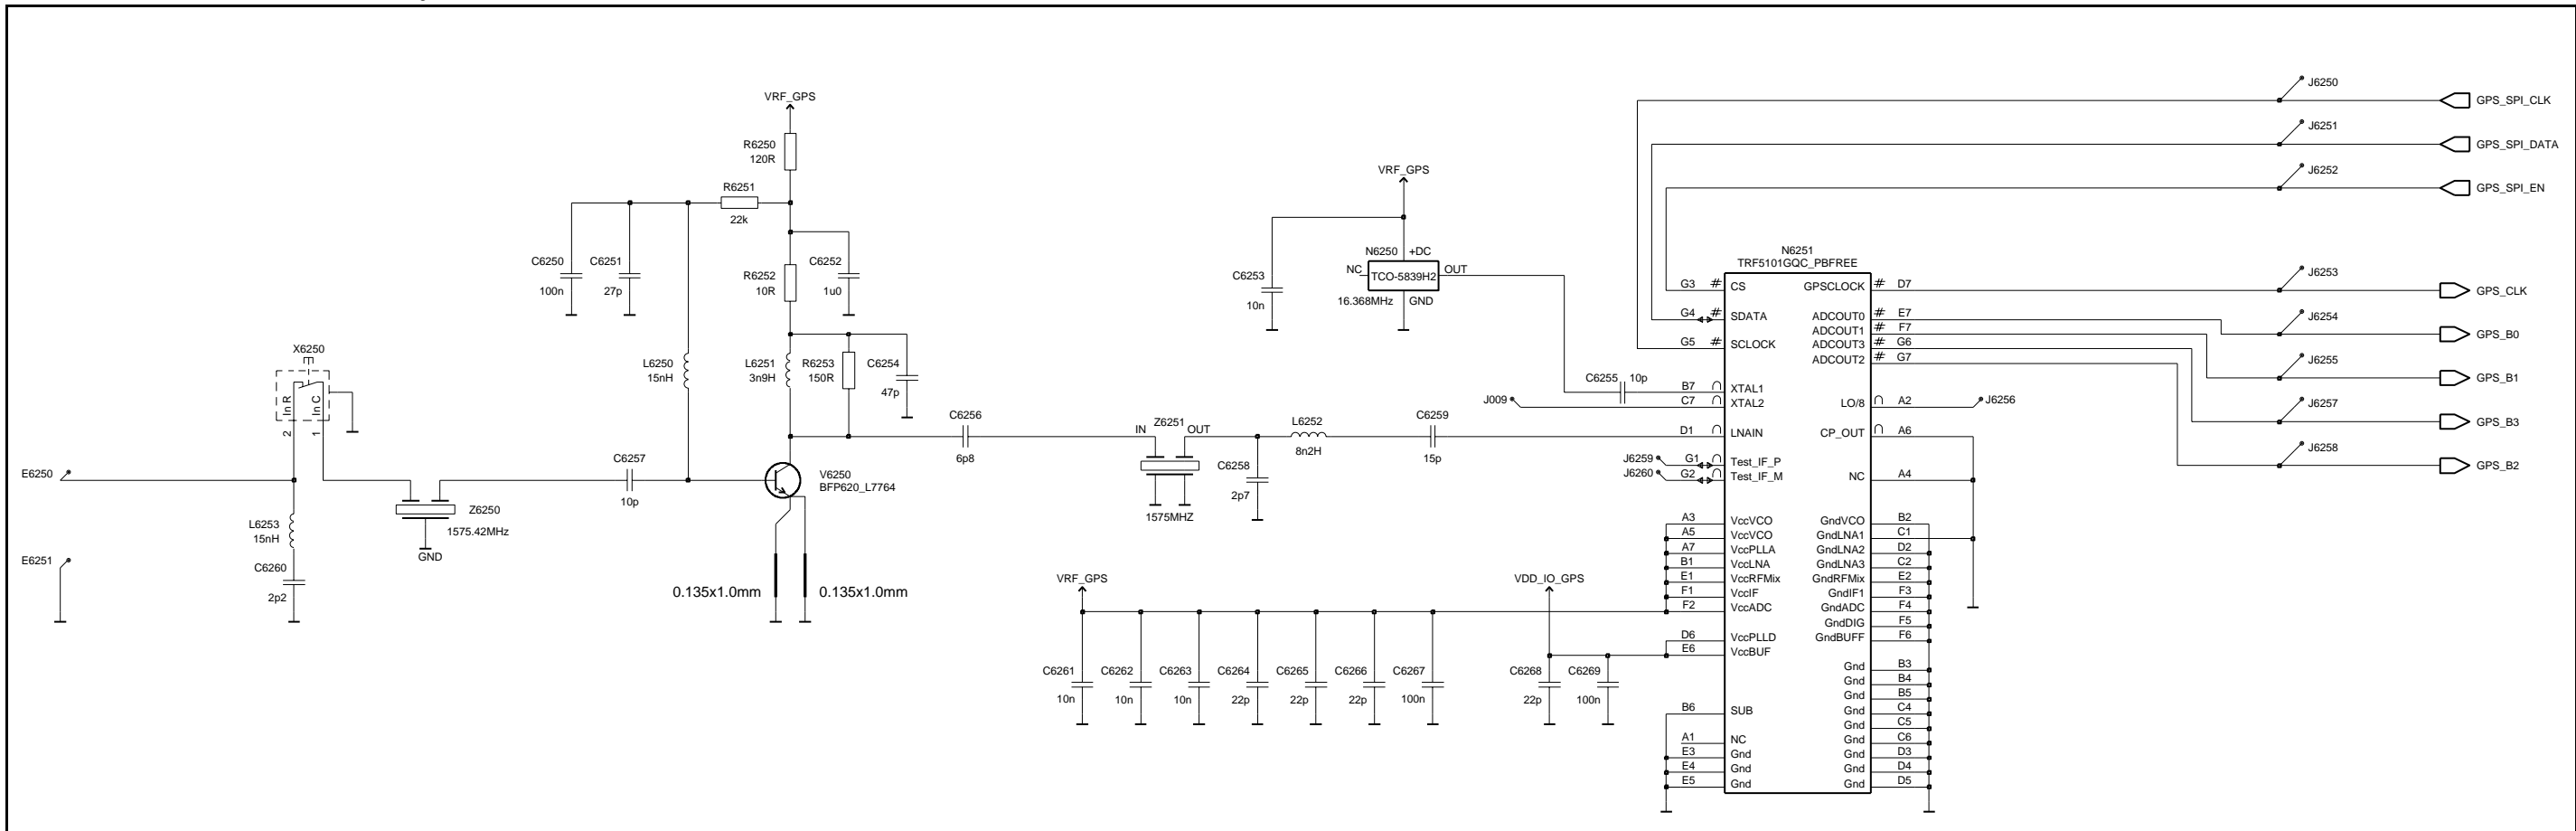 J6250
GPS_SPI_CLK
VRF_GPS
J6251
R6250
120R
GPS_SPI_DATA
J6252
VRF_GPS
R6251
22k
GPS_SPI_EN
C6250
100n
C6251
27p
R6252
10R
C6252
1u0
C6253
10n
N6250
+DC
NC
TCO-5839H2
OUT
16.368MHz
GND
N6251
TRF5101GQC_PBFREE
G3 # CS
GPSCLOCK # D7
J6253
GPS_CLK
G4 # SDATA
ADCOUT0 # E7
J6254
GPS_B0
ADCOUT1 # F7
G5 # SCLOCK
ADCOUT3 # G6
ADCOUT2 # G7
J6255
GPS_B1
X6250
In R
In C
2
1
L6250
15nH
L6251
3n9H
R6253
150R
C6254
47p
C6255
10p
B7 XTAL1
J009
C7 XTAL2
LO/8 A2
J6256
J6257
GPS_B3
C6256
6p8
IN
Z6251
OUT
L6252
8n2H
C6259
15p
D1 LNAIN
CP_OUT A6
J6258
GPS_B2
E6250
C6257
10p
V6250
BFP620_L7764
C6258
2p7
1575MHZ
J6259
G1 Test_IF_P
J6260
G2 Test_IF_M
NC A4
Z6250
1575.42MHz
GND
L6253
15nH
E6251
C6260
2p2
0.135x1.0mm
0.135x1.0mm
VRF_GPS
VDD_IO_GPS
A3 VccVCO
GndVCO B2
A5 VccVCO
GndLNA1 C1
A7 VccPLLA
GndLNA2 D2
B1 VccLNA
GndLNA3 C2
E1 VccRFMix
GndRFMix E2
F1 VccIF
GndIF1 F3
F2 VccADC
GndADC F4
GndDIG F5
D6 VccPLLD
GndBUFF F6
E6 VccBUF
C6261
10n
C6262
10n
C6263
10n
C6264
22p
C6265
22p
C6266
22p
C6267
100n
C6268
22p
C6269
100n
Gnd B3
Gnd B4
Gnd B5
B6 SUB
Gnd C4
Gnd C5
A1 NC
Gnd C6
E3 Gnd
Gnd D3
E4 Gnd
Gnd D4
E5 Gnd
Gnd D5